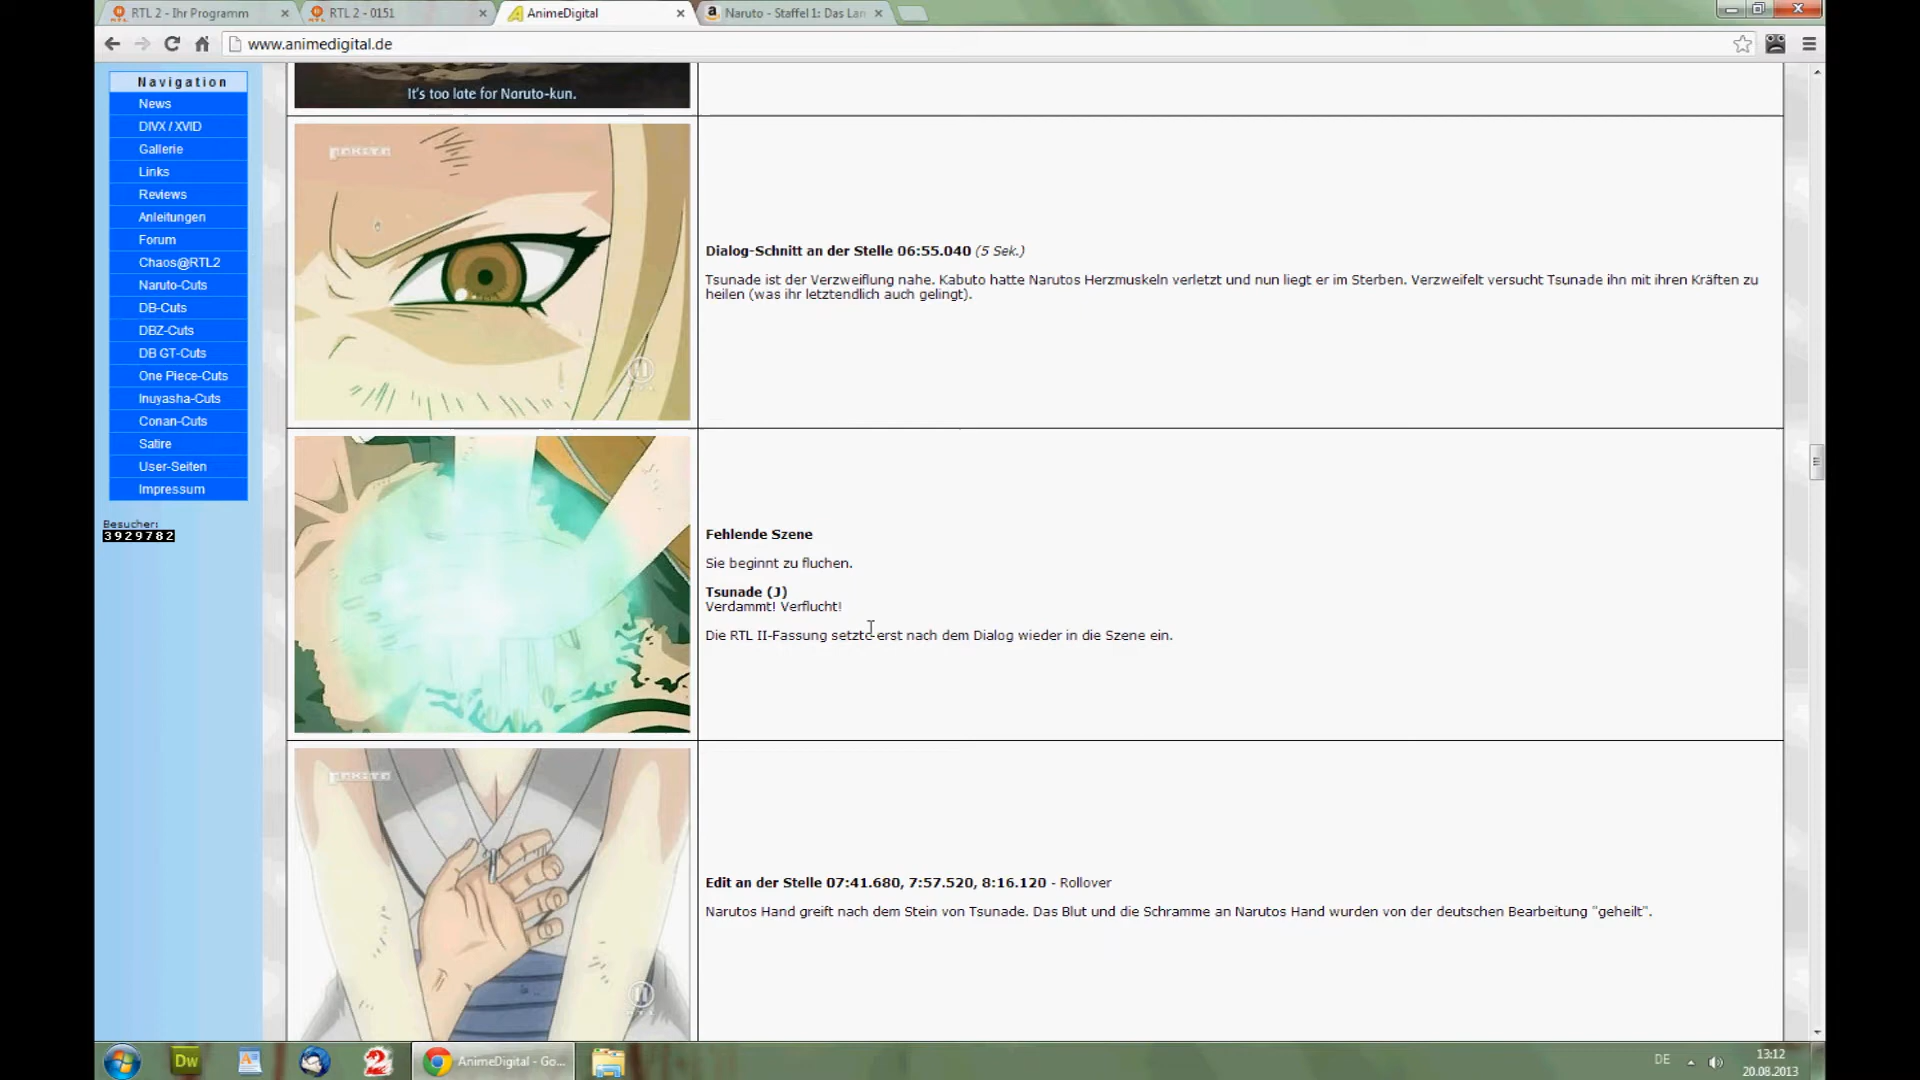 RTL 2 - Ihr Programm
RTL 2 - 0151
AnimeDigital
Naruto - Staffel 1: Das Lan
www.animedigital.de
Navigation
News
DIVX / XVID
Gallerie
Links
Reviews
Anleitungen
Forum
Chaos@RTL2
Naruto-Cuts
DB-Cuts
DBZ-Cuts
DB GT-Cuts
One Piece-Cuts
Inuyasha-Cuts
Conan-Cuts
Satire
User-Seiten
Impressum
Besucher:
3929782
It's too late for Naruto-kun.
POKITO
Dialog-Schnitt an der Stelle 06:55.040 (5 Sek.)
Tsunade ist der Verzweiflung nahe. Kabuto hatte Narutos Herzmuskeln verletzt und nun liegt er im Sterben. Verzweifelt versucht Tsunade ihn mit ihren Kräften zu
heilen (was ihr letztendlich auch gelingt).
Fehlende Szene
Sie beginnt zu fluchen.
Tsunade (J)
Verdammt! Verflucht!
Die RTL II-Fassung setzte erst nach dem Dialog wieder in die Szene ein.
POKITO
Edit an der Stelle 07:41.680, 7:57.520, 8:16.120 - Rollover
Narutos Hand greift nach dem Stein von Tsunade. Das Blut und die Schramme an Narutos Hand wurden von der deutschen Bearbeitung "geheilt".
Dw
AnimeDigital - Go...
DE
13:12
20.08.2013